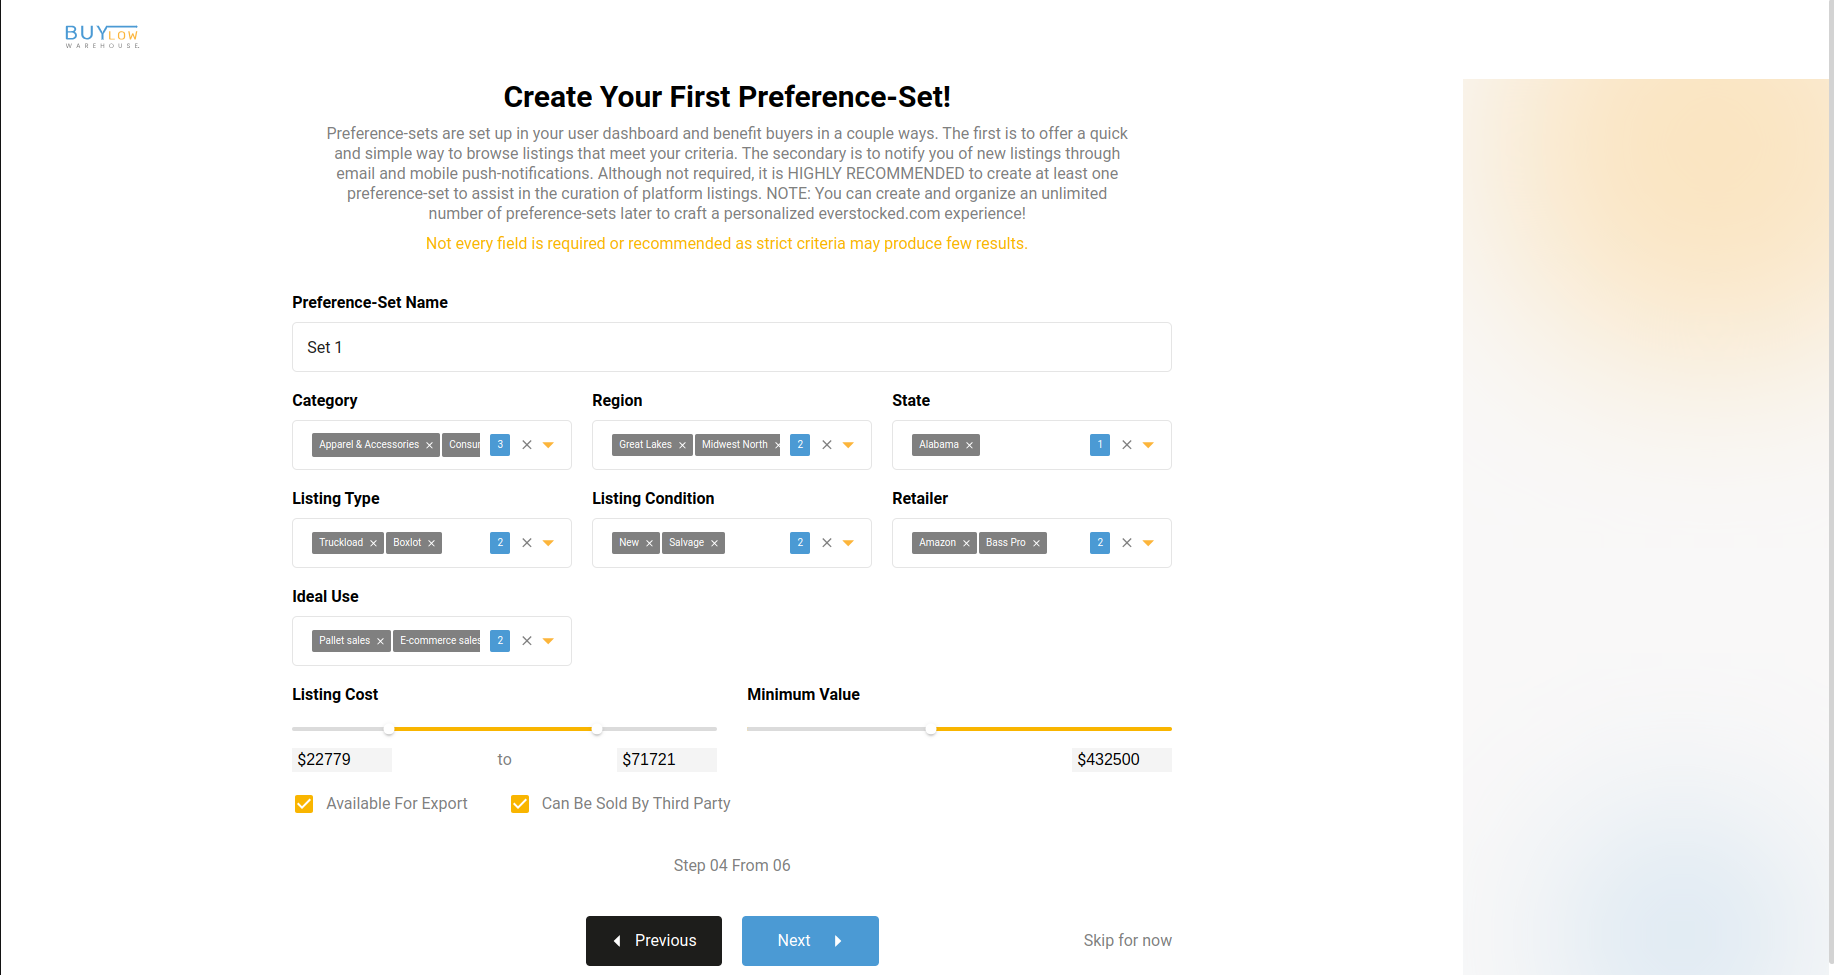 BUYLOW
WAREHOUSE
Create Your First Preference-Set!
Preference-sets are set up in your user dashboard and benefit buyers in a couple ways. The first is to offer a quick
and simple way to browse listings that meet your criteria. The secondary is to notify you of new listings through
email and mobile push-notifications. Although not required, it is HIGHLY RECOMMENDED to create at least one
preference-set to assist in the curation of platform listings. NOTE: You can create and organize an unlimited
number of preference-sets later to craft a personalized everstocked.com experience!
Not every field is required or recommended as strict criteria may produce few results.
Preference-Set Name
Set 1
Category Region State
Apparel & Accessories × Consur 3 × Great Lakes × Midwest North × 2 × Alabama × 1 ×
Listing Type Listing Condition Retailer
Truckload × Boxlot × 2 × New × Salvage × 2 × Amazon × Bass Pro × 2 ×
Ideal Use
Pallet sales × E-commerce sales 2 ×
Listing Cost Minimum Value
$22779 to $71721 $432500
Available For Export Can Be Sold By Third Party
Step 04 From 06
Previous Next Skip for now